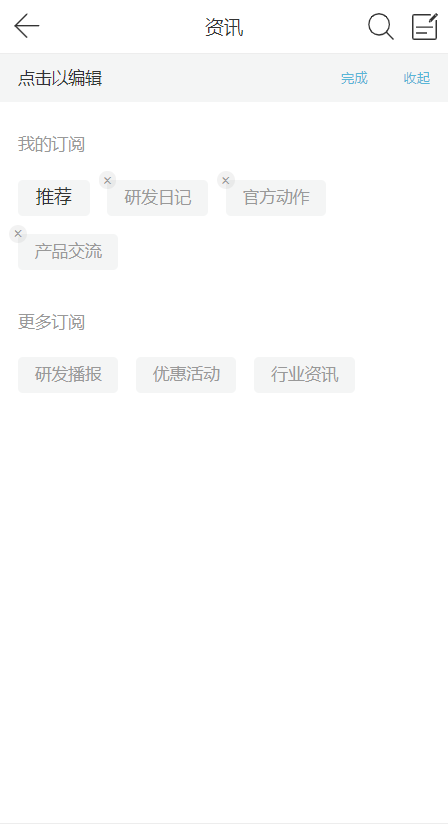 资讯
点击以编辑 完成 收起
我的订阅
推荐 研发日记 官方动作
产品交流
更多订阅
研发播报 优惠活动 行业资讯